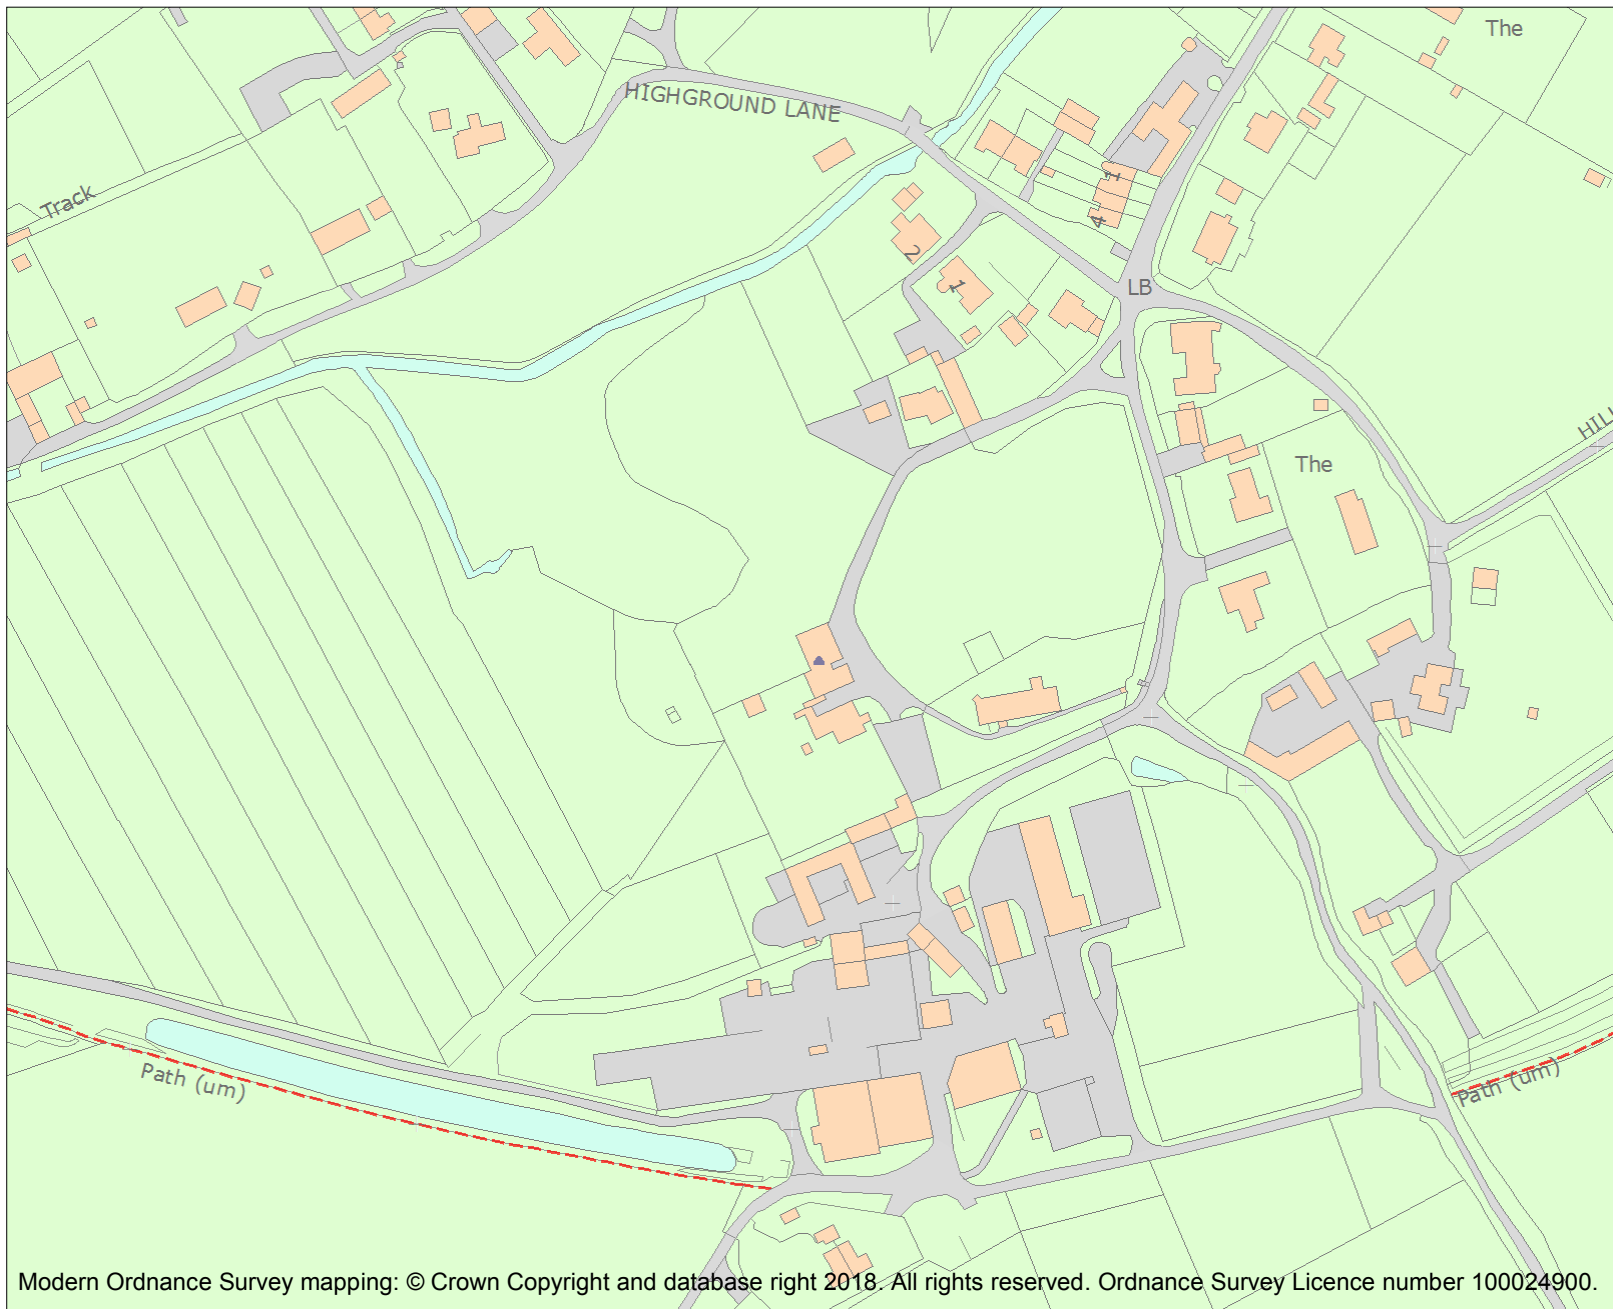 The
HIGHGROUND LANE
1
Track
4
2
1
LB
HILL
The
Path (um)
Path (um)
Modern Ordnance Survey mapping: © Crown Copyright and database right 2018. All rights reserved. Ordnance Survey Licence number 100024900.